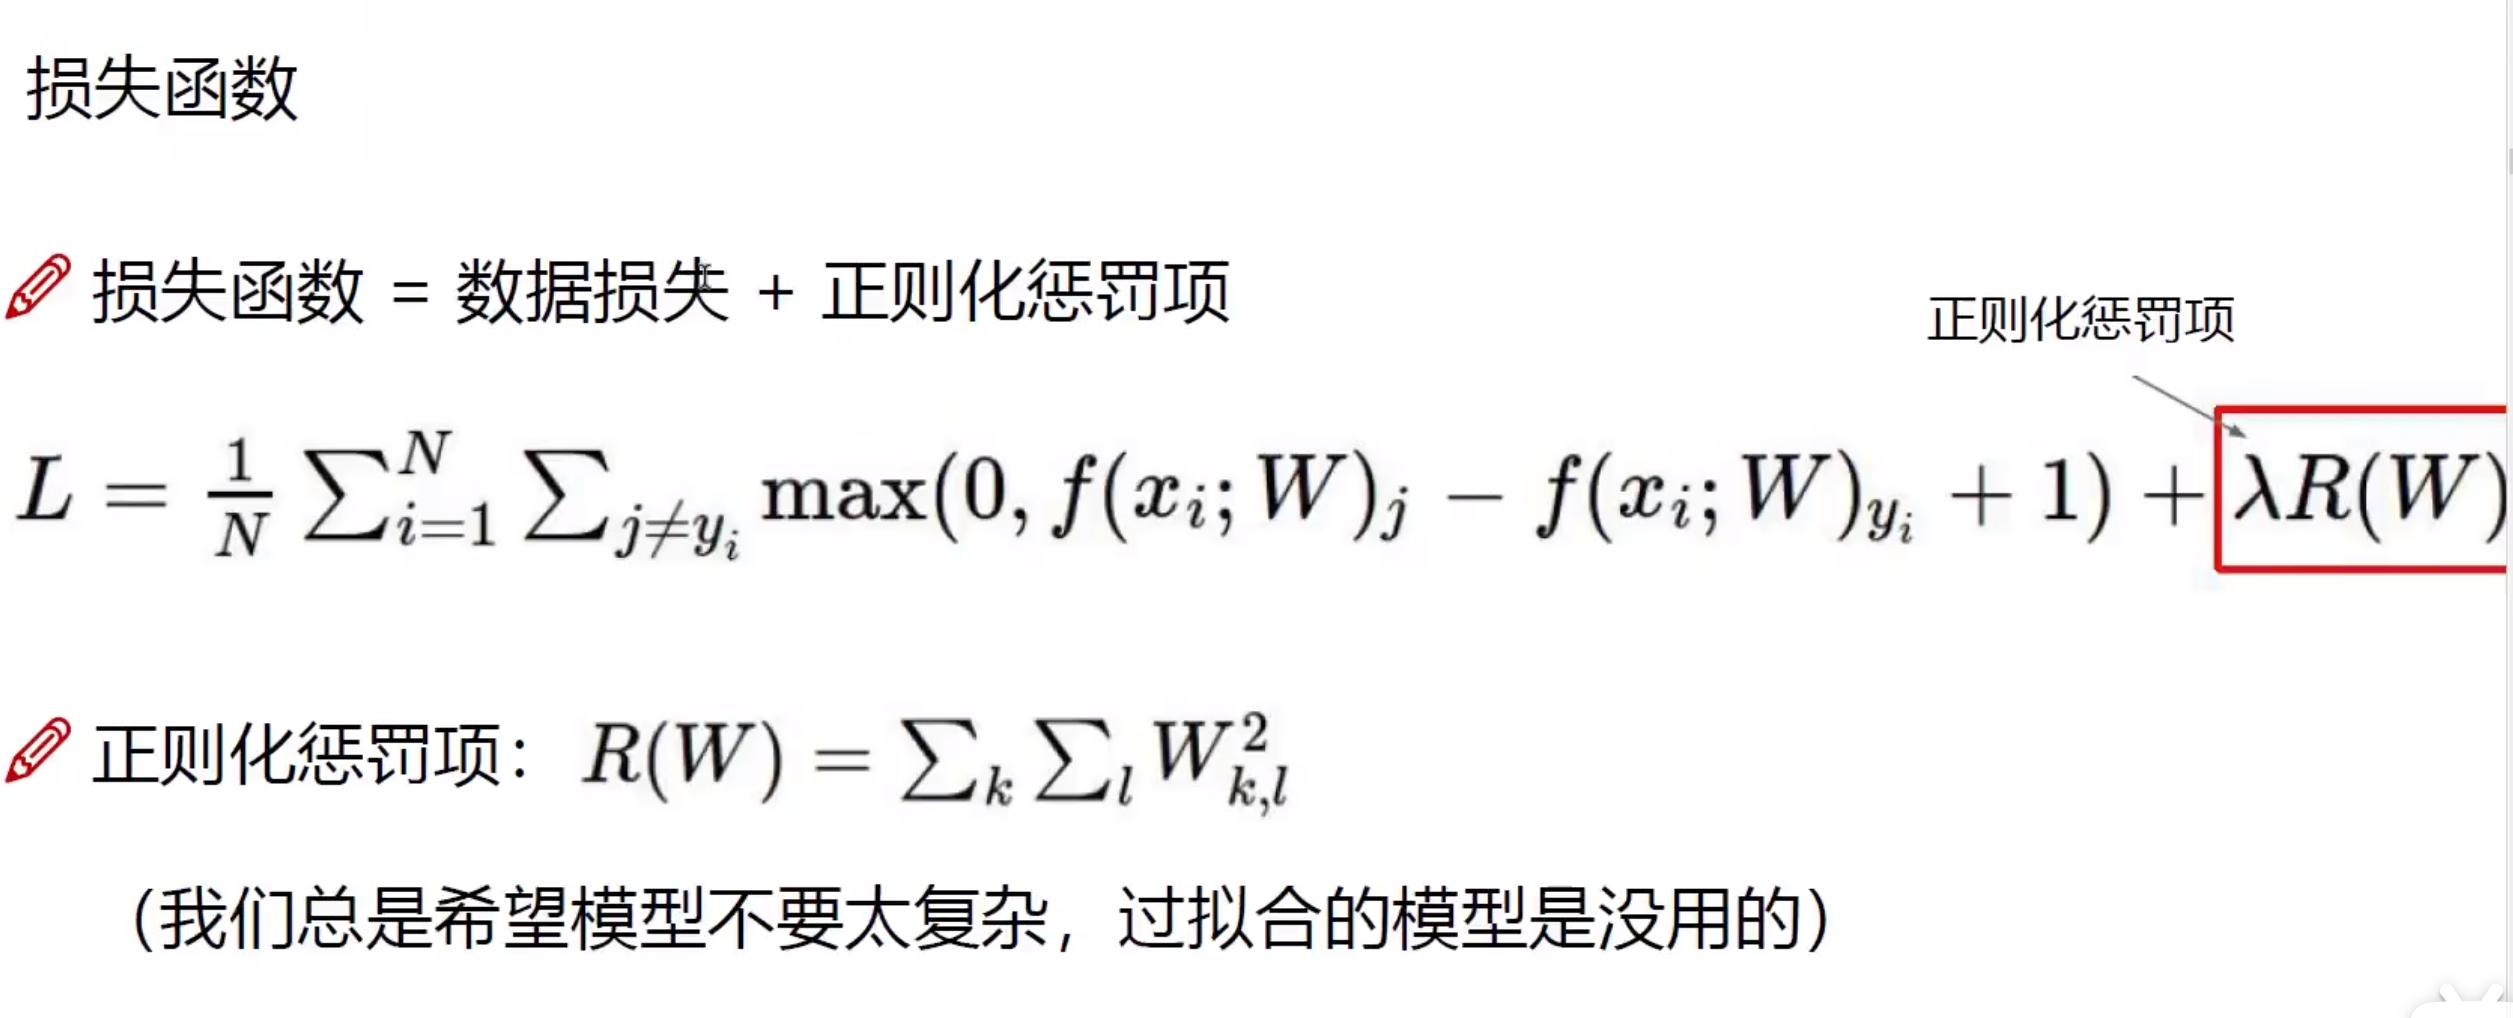 损失函数
损失函数 = 数据损失 + 正则化惩罚项
正则化惩罚项
L = \frac{1}{N} \sum_{i=1}^{N} \sum_{j \neq y_i} \max(0, f(x_i; W)_j - f(x_i; W)_{y_i} + 1) + λR(W)
正则化惩罚项： R(W) = \sum_k \sum_l W_{k,l}^2
（我们总是希望模型不要太复杂，过拟合的模型是没用的）